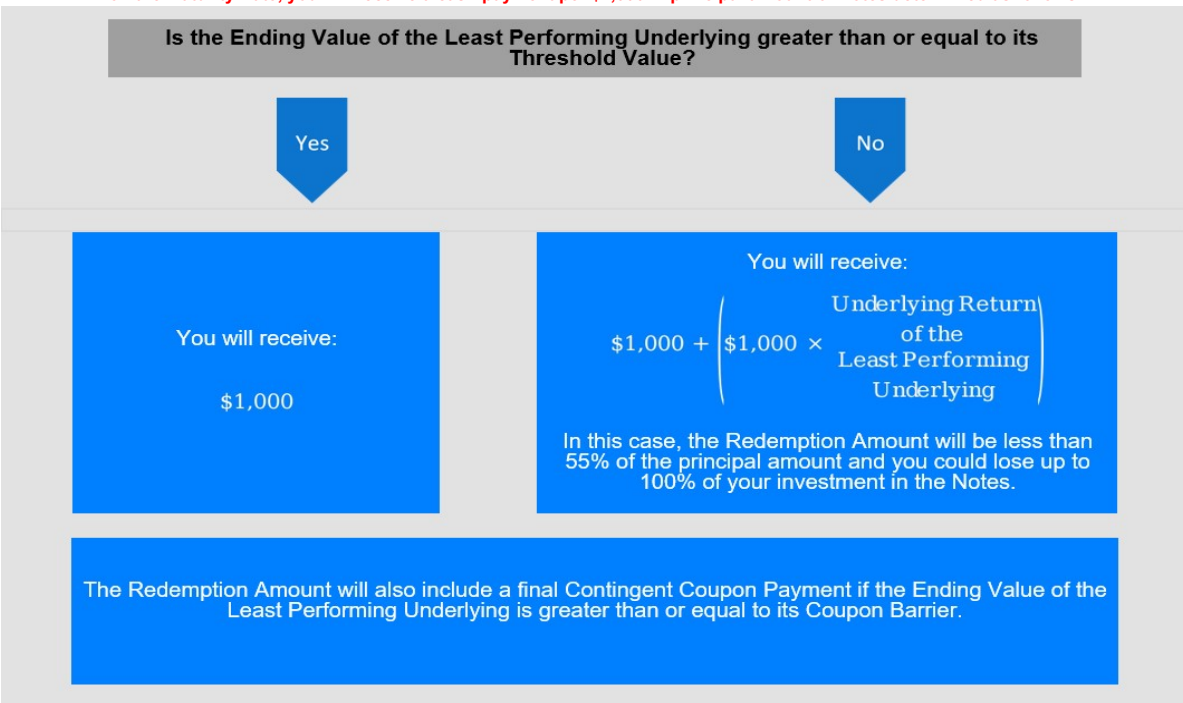 Is the Ending Value of the Least Performing Underlying greater than or equal to its
Threshold Value?
Yes
No
You will receive:
$1,000
You will receive:
$1,000 + ($1,000 × Underlying Return
of the
Least Performing
Underlying)
In this case, the Redemption Amount will be less than
55% of the principal amount and you could lose up to
100% of your investment in the Notes.
The Redemption Amount will also include a final Contingent Coupon Payment if the Ending Value of the
Least Performing Underlying is greater than or equal to its Coupon Barrier.